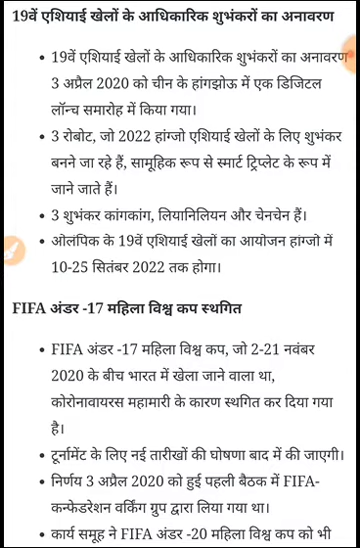 19वें एशियाई खेलों के आधिकारिक शुभंकरों का अनावरण
• 19वें एशियाई खेलों के आधिकारिक शुभंकरों का अनावरण
3 अप्रैल 2020 को चीन के हांगझोऊ में एक डिजिटल
लॉन्च समारोह में किया गया।
• 3 रोबोट, जो 2022 हांग्जो एशियाई खेलों के लिए शुभंकर
बनने जा रहे हैं, सामूहिक रूप से स्मार्ट ट्रिप्लेट के रूप में
जाने जाते हैं।
• 3 शुभंकर कांगकांग, लियानिलियन और चेनचेन हैं।
• ओलंपिक के 19वें एशियाई खेलों का आयोजन हांग्जो में
10-25 सितंबर 2022 तक होगा।
FIFA अंडर -17 महिला विश्व कप स्थगित
• FIFA अंडर -17 महिला विश्व कप, जो 2-21 नवंबर
2020 के बीच भारत में खेला जाने वाला था,
कोरोनावायरस महामारी के कारण स्थगित कर दिया गया
है।
• टूर्नामेंट के लिए नई तारीखों की घोषणा बाद में की जाएगी।
• निर्णय 3 अप्रैल 2020 को हुई पहली बैठक में FIFA-
कन्फेडरेशन वर्किंग ग्रुप द्वारा लिया गया था।
• कार्य समूह ने FIFA अंडर -20 महिला विश्व कप को भी